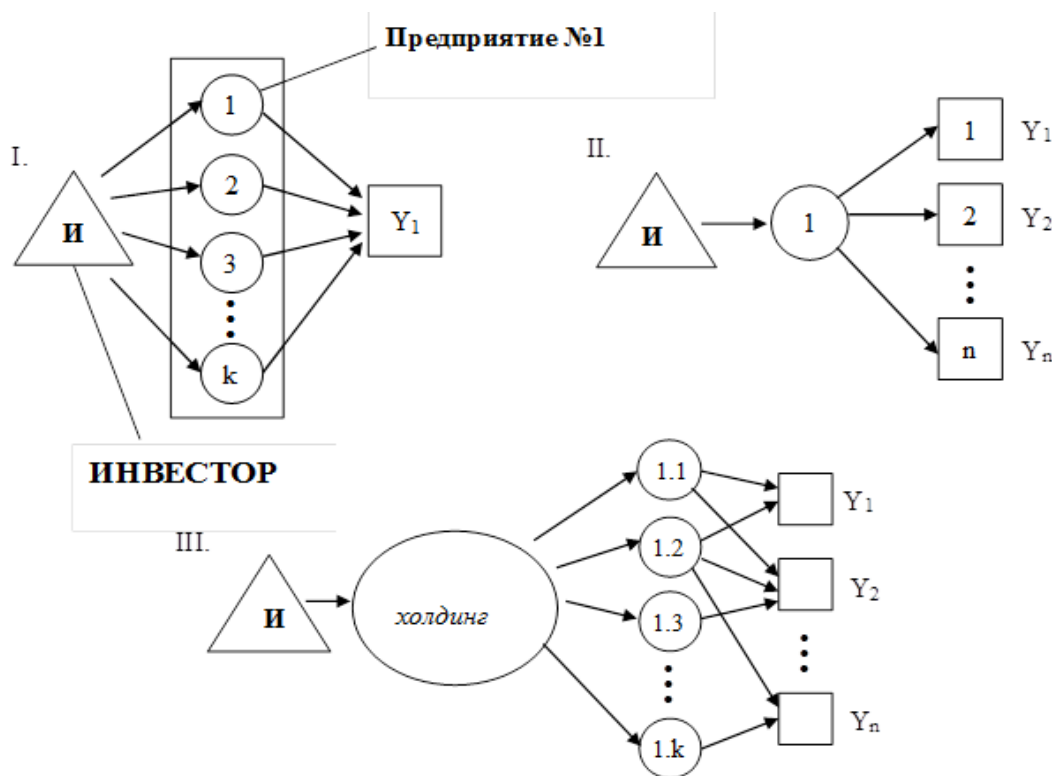 Предприятие №1
I.
1
2
3
k
И
Y₁
ИНВЕСТОР
II.
И
1
1 Y₁
2 Y₂
n Yₙ
III.
И
холдинг
1.1
1.2
1.3
1.k
Y₁
Y₂
Yₙ